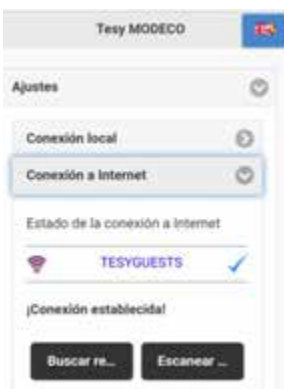 Tesy MODECO
Ajustes
Conexión local
Conexión a Internet
Estado de la conexión a Internet
TESYGUESTS
¡Conexión establecida!
Buscar re... Escanear ...